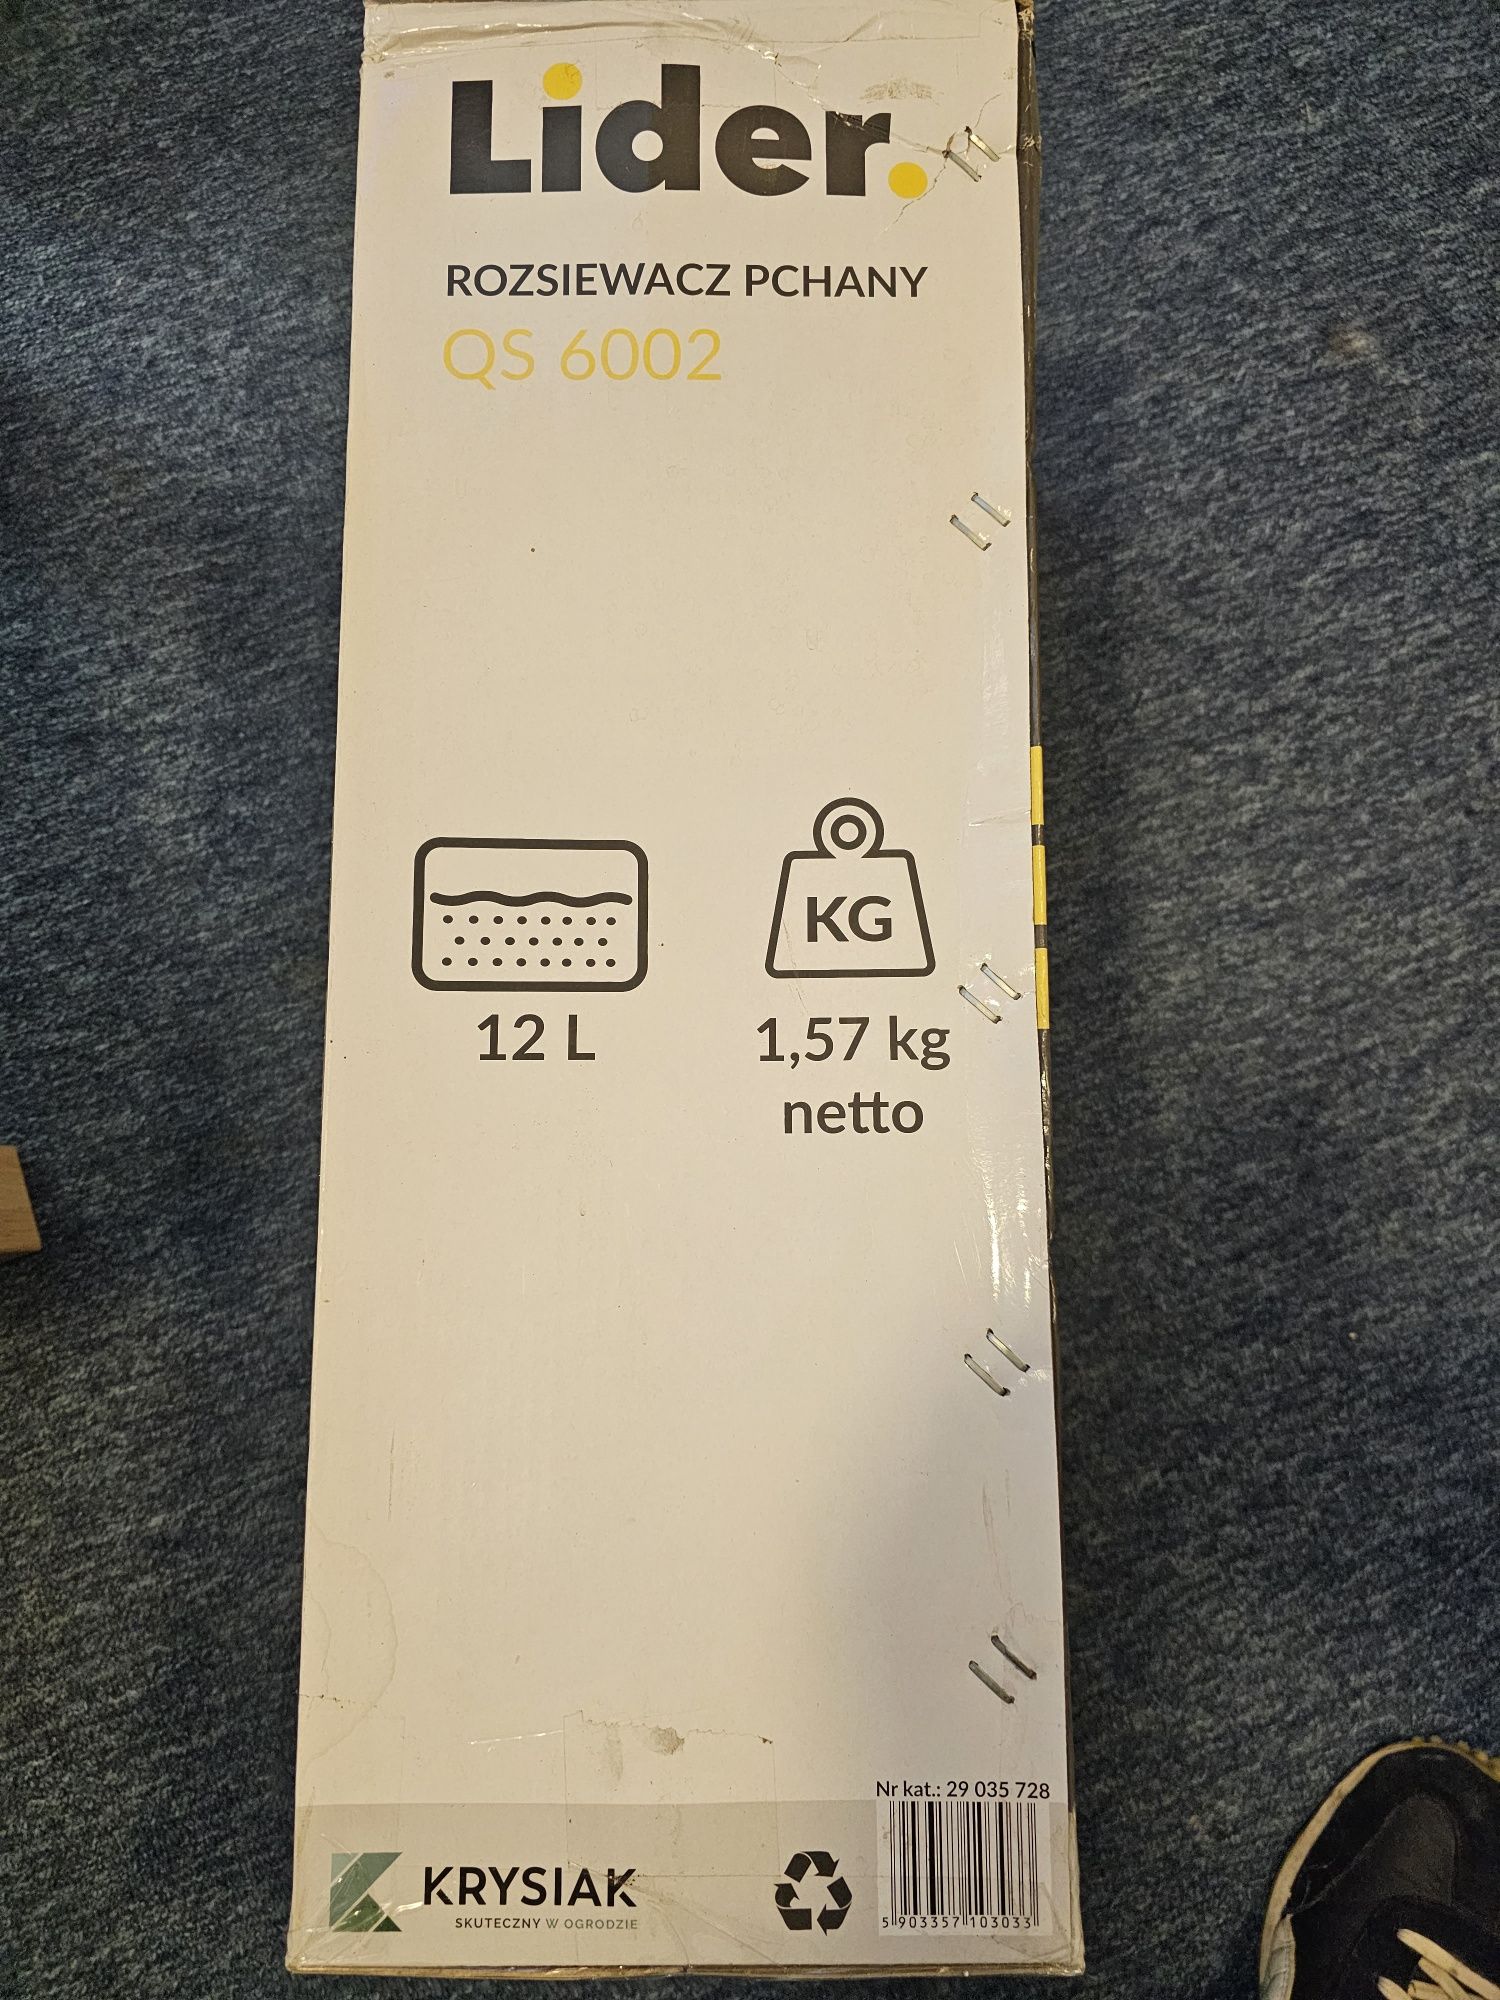 Lider.
ROZSIEWACZ PCHANY
QS 6002
KG
12 L
1,57 kg
netto
Nr kat.: 29 035 728
KRYSIAK
SKUTECZNY W OGRODZIE
5 903357 103033